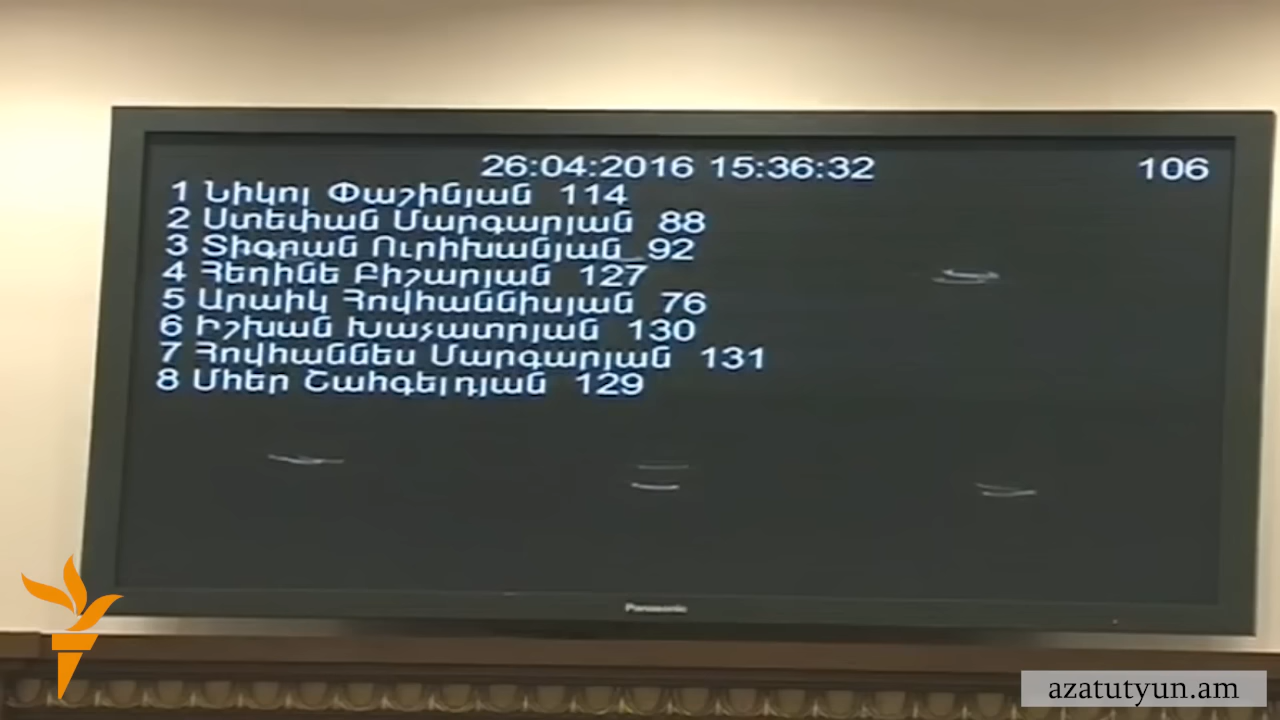 26:04:2016 15:36:32 106
1 Նիկոլ Փաշինյան 114
2 Ստեփան Մարգարյան 88
3 Տիգրան Ուրիխանյան_ 92
4 Հեղինե Բիշարյան 127
5 Արաիկ Հովհաննիսյան 76
6 Իշխան Խաչատրյան 130
7 Հովհաննես Մարգարյան 131
8 Մհեր Շահգելդյան 129
Panasonic
azatutyun.am